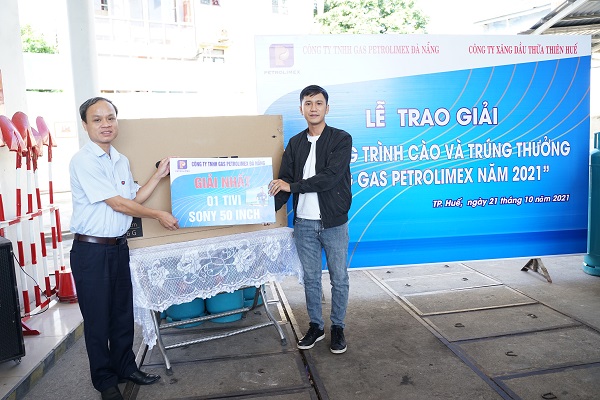 PETROLIMEX
CÔNG TY TNHH GAS PETROLIMEX ĐÀ NẴNG
CÔNG TY XĂNG DẦU THỪA THIÊN HUẾ
LỄ TRAO GIẢI
TRÌNH CÀO VÀ TRÚNG THƯỞNG
GAS PETROLIMEX NĂM 2021”
TP. Huế, ngày 21 tháng 10 năm 2021
CÔNG TY TNHH GAS PETROLIMEX ĐÀ NẴNG
GIẢI NHẤT
01 TIVI
SONY 50 INCH